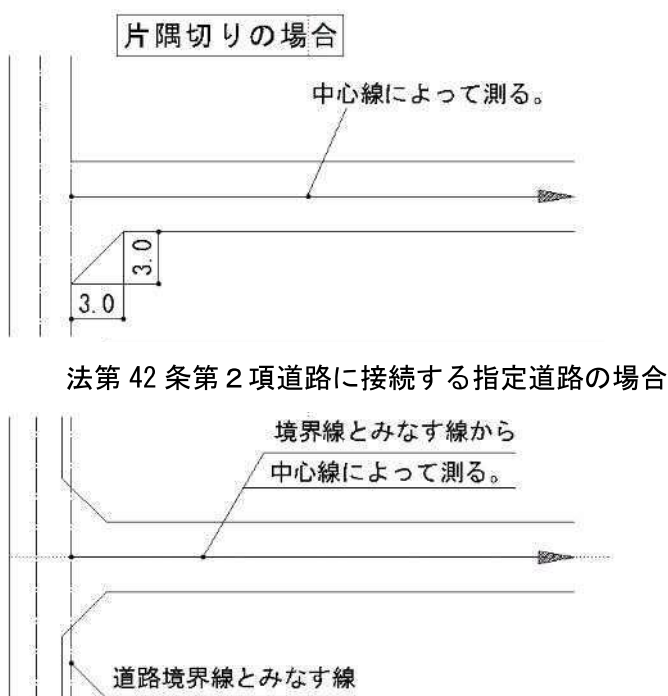 片隅切りの場合
中心線によって測る。
3.0
3.0
法第 42 条第２項道路に接続する指定道路の場合
境界線とみなす線から
中心線によって測る。
道路境界線とみなす線